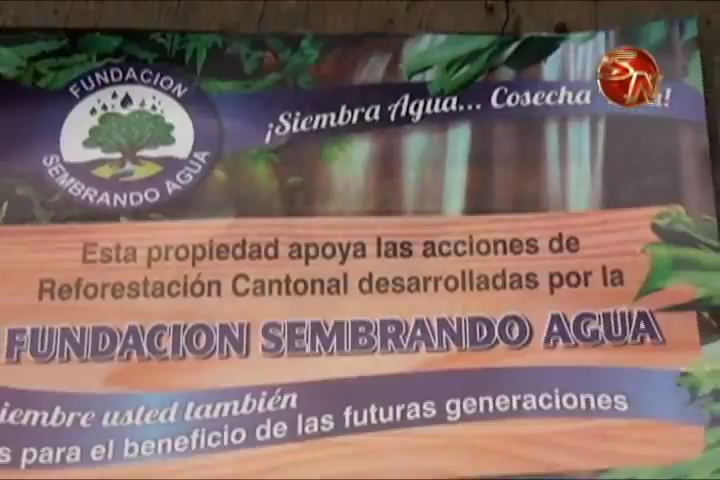 FUNDACION
SEMBRANDO AGUA
¡Siembra Agua... Cosecha
SN
Esta propiedad apoya las acciones de
Reforestación Cantonal desarrolladas por la
FUNDACION SEMBRANDO AGUA
iembre usted también
s para el beneficio de las futuras generaciones